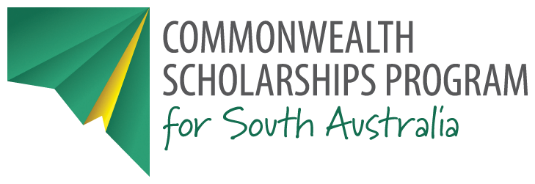 COMMONWEALTH
SCHOLARSHIPS PROGRAM
for South Australia